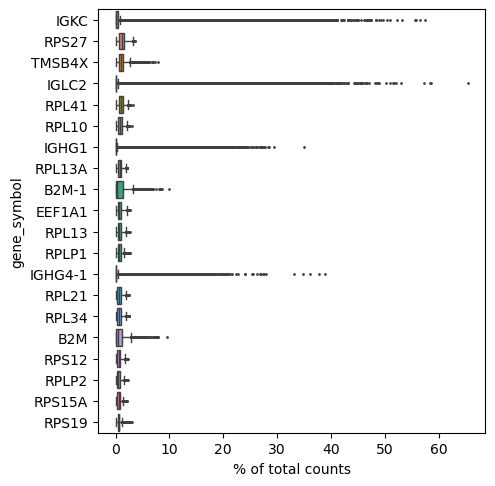 IGKC
RPS27
TMSB4X
IGLC2
RPL41
RPL10
IGHG1
RPL13A
B2M-1
EEF1A1
RPL13
RPLP1
IGHG4-1
RPL21
RPL34
B2M
RPS12
RPLP2
RPS15A
RPS19
gene_symbol
0 10 20 30 40 50 60
% of total counts